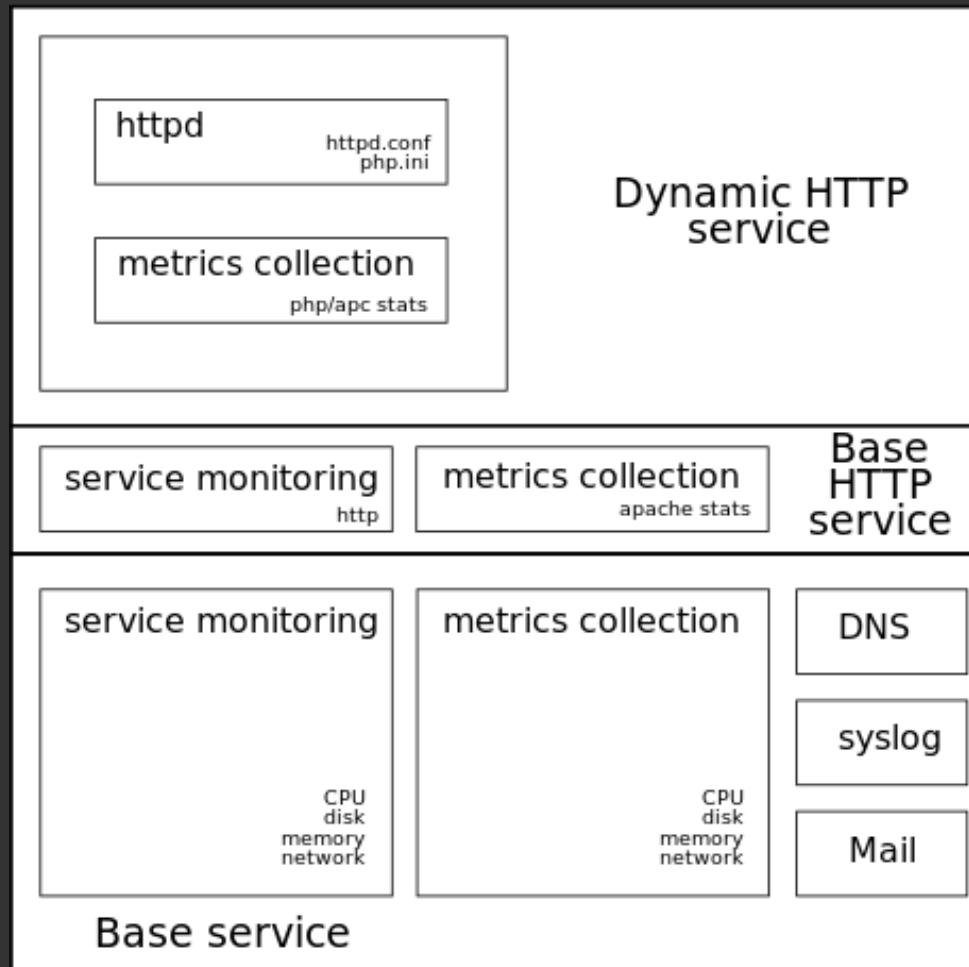 httpd
httpd.conf
php.ini
metrics collection
php/apc stats
Dynamic HTTP
service
service monitoring
http
metrics collection
apache stats
Base
HTTP
service
service monitoring
CPU
disk
memory
network
metrics collection
CPU
disk
memory
network
DNS
syslog
Mail
Base service